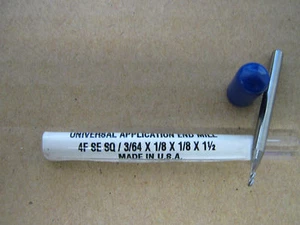 UNIVERSAL APPLICATION END MILL
4F SE SQ / 3/64 X 1/8 X 1/8 X 1½
MADE IN U.S.A.